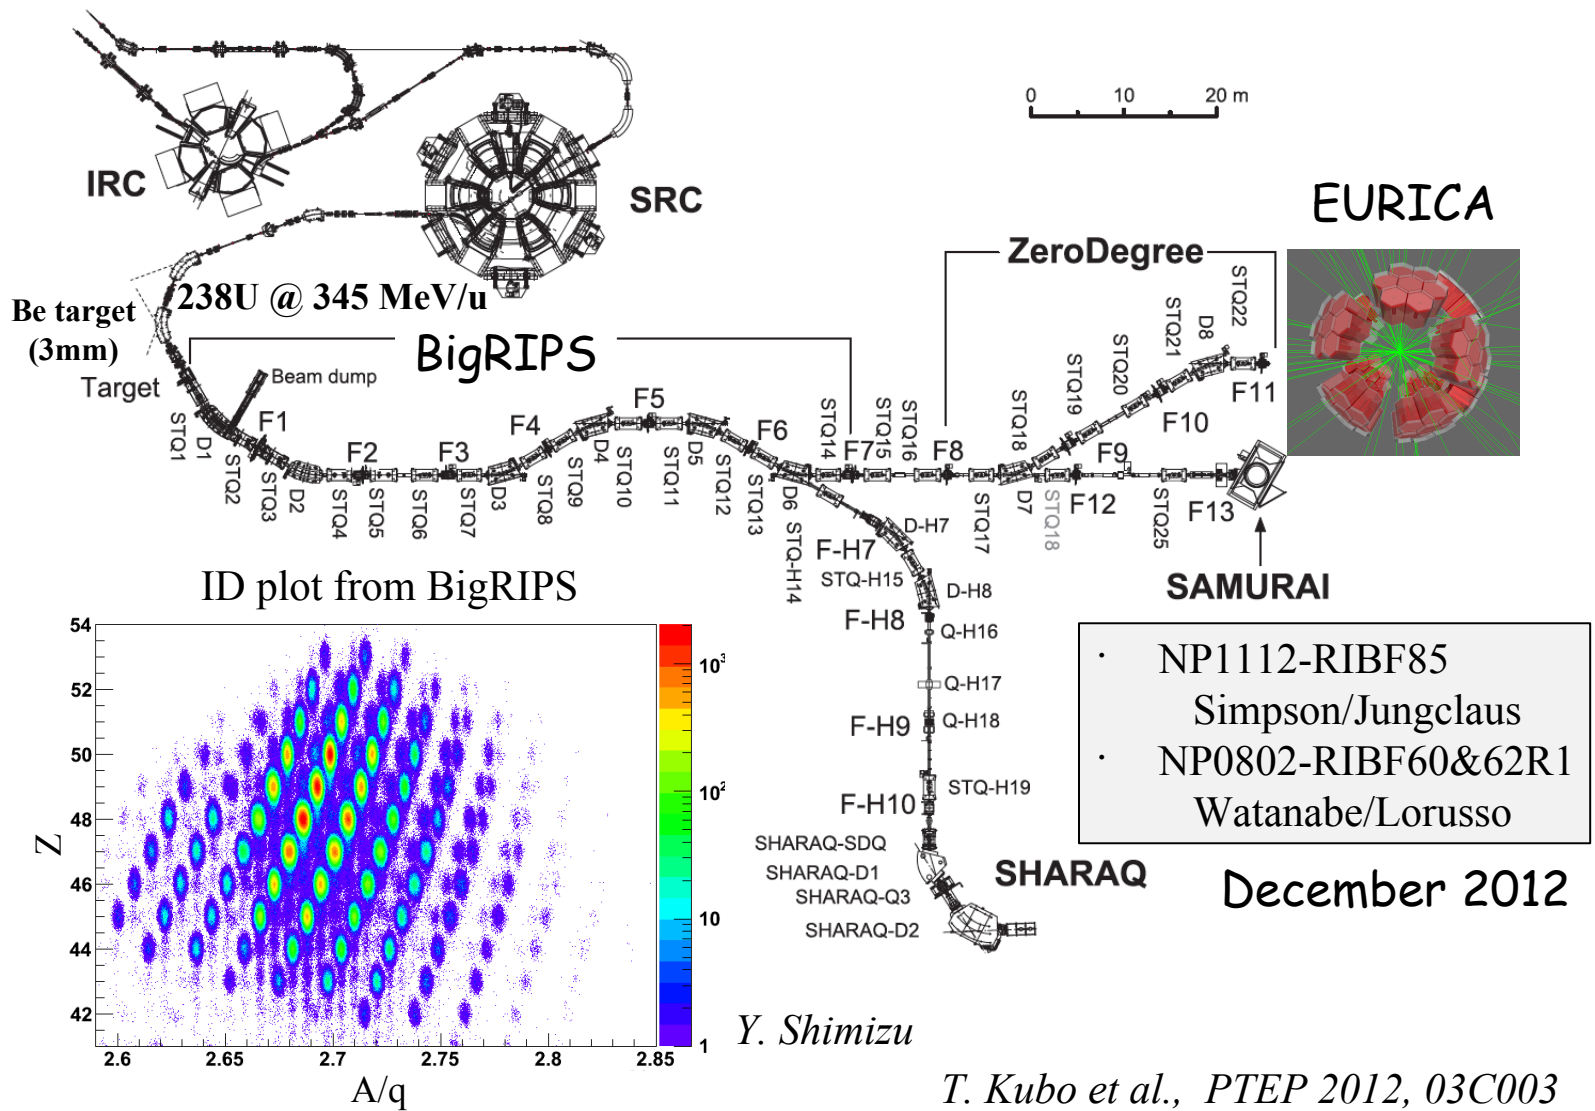 0 10 20 m
IRC
SRC
EURICA
ZeroDegree
238U @ 345 MeV/u
Be target
(3mm)
BigRIPS
Target
Beam dump
STQ1
D1
STQ2
F1
STQ3
D2
F2
STQ4
STQ5
STQ6
F3
STQ7
D3
F4
STQ8
STQ9
D4
F5
STQ10
STQ11
D5
STQ12
F6
STQ13
D6
STQ14
F7
STQ15
STQ16
F8
STQ17
STQ18
D7
STQ18
STQ19
F9
STQ20
F10
STQ21
D8
STQ22
F11
F12
STQ25
F13
SAMURAI
STQ-H14
F-H7
D-H7
STQ-H15
D-H8
F-H8
Q-H16
Q-H17
F-H9
Q-H18
STQ-H19
F-H10
SHARAQ-SDQ
SHARAQ-D1
SHARAQ-Q3
SHARAQ-D2
SHARAQ
ID plot from BigRIPS
54
52
50
48
46
44
42
Z
2.6 2.65 2.7 2.75 2.8 2.85
A/q
10³
10²
10
1
Y. Shimizu
· NP1112-RIBF85
Simpson/Jungclaus
· NP0802-RIBF60&62R1
Watanabe/Lorusso
December 2012
T. Kubo et al., PTEP 2012, 03C003